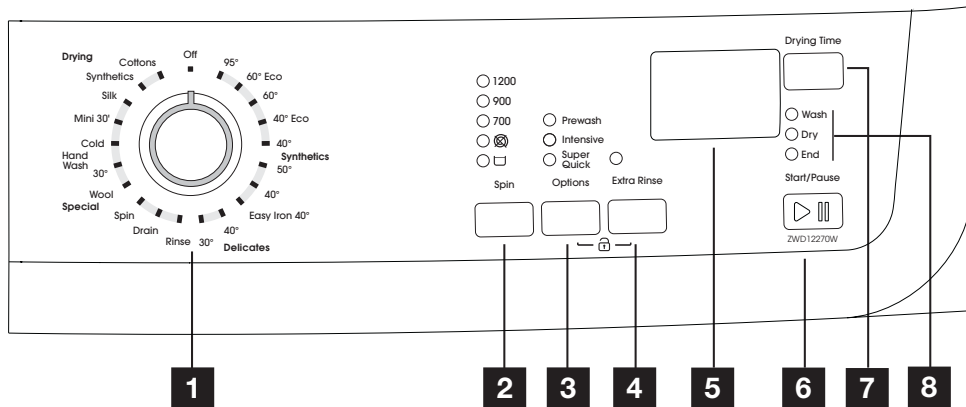 Off
95°
60° Eco
60°
40° Eco
40°
Synthetics
50°
40°
Easy Iron 40°
40°
Delicates
30°
Rinse
Drain
Spin
Special
Wool
30°
Hand
Wash
Cold
Mini 30'
Silk
Synthetics
Cottons
Drying
1200
900
700
Spin
Prewash
Intensive
Super
Quick
Options
Extra Rinse
Drying Time
Wash
Dry
End
Start/Pause
ZWD12270W
1
2
3
4
5
6
7
8